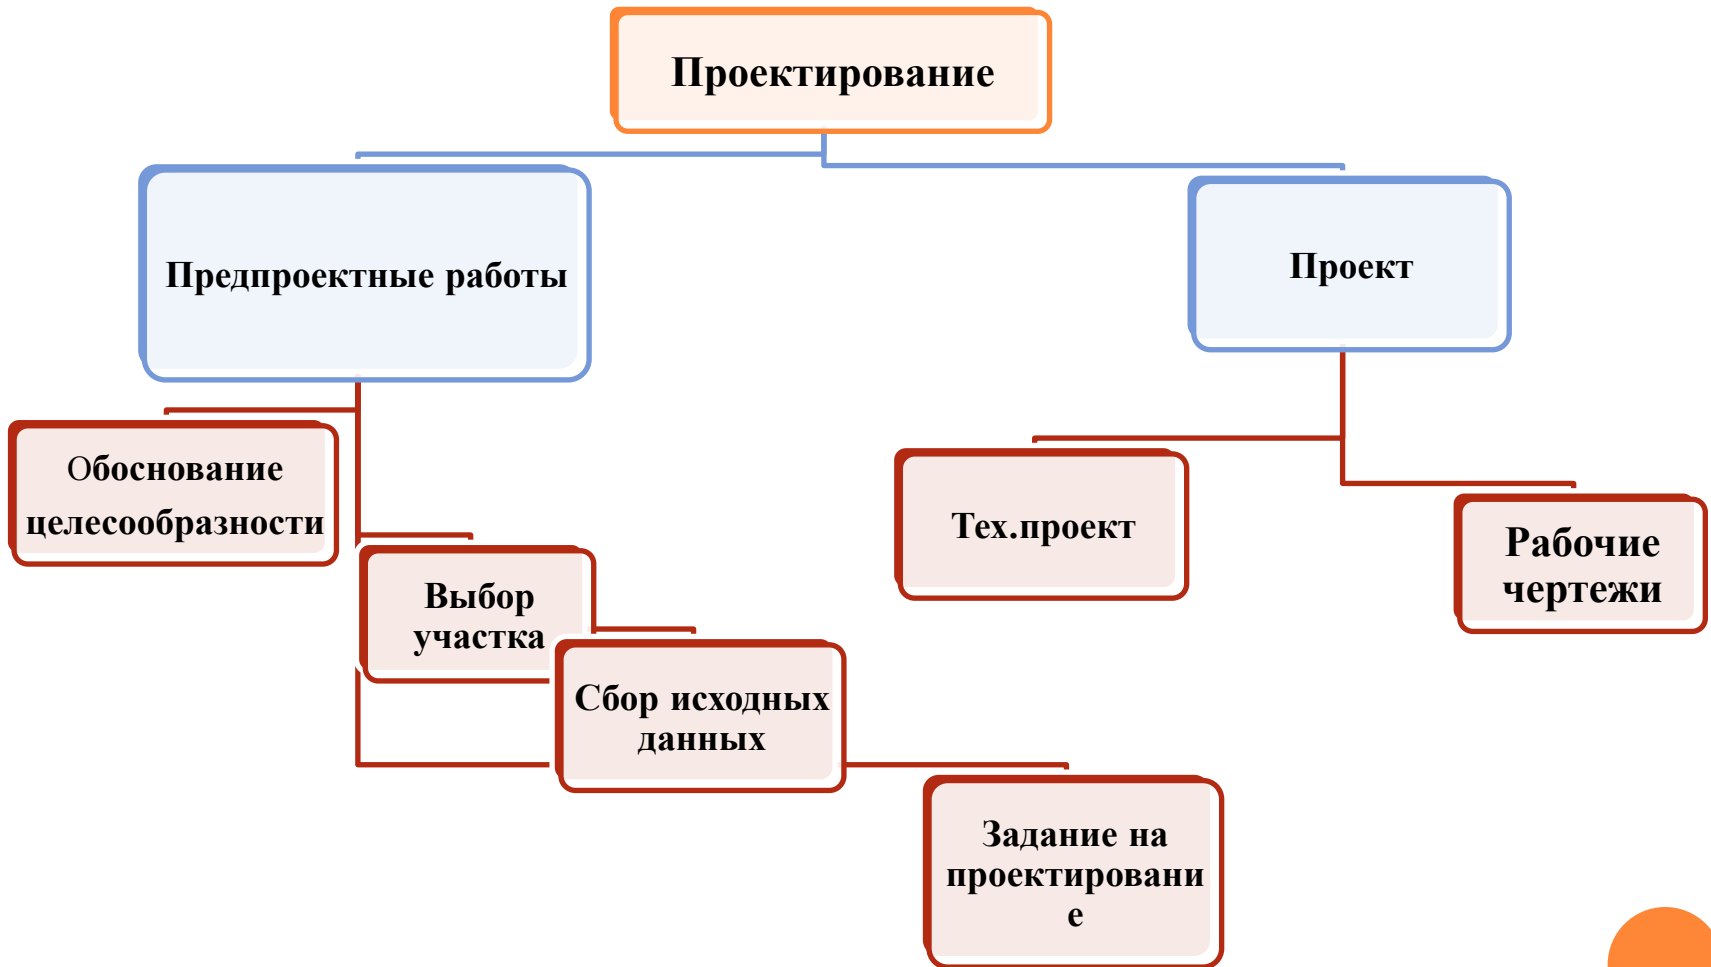 Проектирование
Предпроектные работы
Проект
Обоснование
целесообразности
Выбор
участка
Сбор исходных
данных
Задание на
проектировани
е
Тех.проект
Рабочие
чертежи